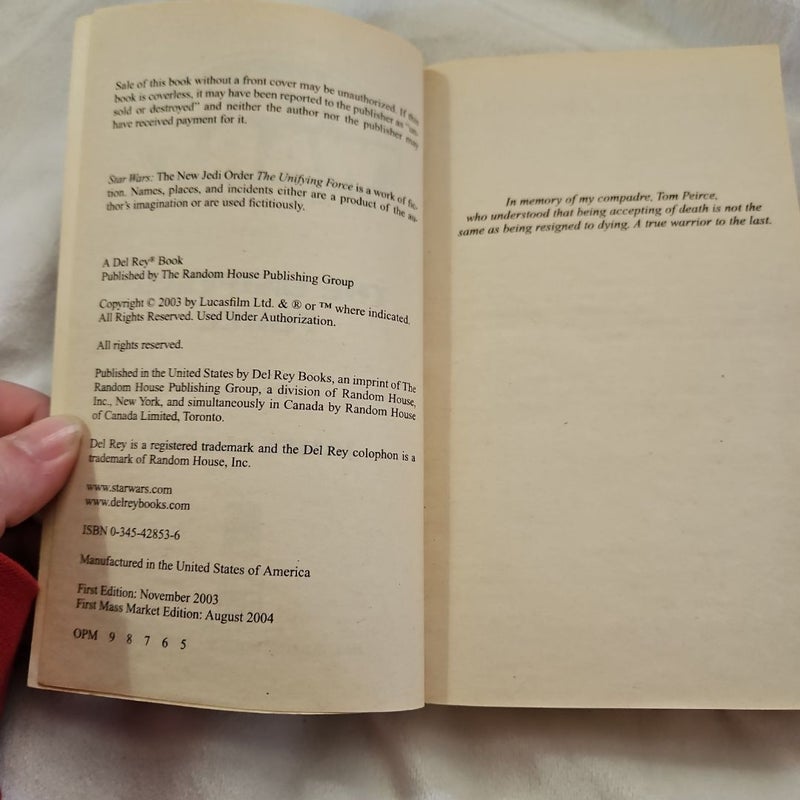 Sale of this book without a front cover may be unauthorized. If this
book is coverless, it may have been reported to the publisher as "un-
sold or destroyed" and neither the author nor the publisher may
have received payment for it.
Star Wars: The New Jedi Order The Unifying Force is a work of fic-
tion. Names, places, and incidents either are a product of the au-
thor's imagination or are used fictitiously.
A Del Rey® Book
Published by The Random House Publishing Group
Copyright © 2003 by Lucasfilm Ltd. & ® or ™ where indicated.
All Rights Reserved. Used Under Authorization.
All rights reserved.
Published in the United States by Del Rey Books, an imprint of The
Random House Publishing Group, a division of Random House,
Inc., New York, and simultaneously in Canada by Random House
of Canada Limited, Toronto.
Del Rey is a registered trademark and the Del Rey colophon is a
trademark of Random House, Inc.
www.starwars.com
www.delreybooks.com
ISBN 0-345-42853-6
Manufactured in the United States of America
First Edition: November 2003
First Mass Market Edition: August 2004
OPM 9 8 7 6 5
In memory of my compadre, Tom Peirce,
who understood that being accepting of death is not the
same as being resigned to dying. A true warrior to the last.